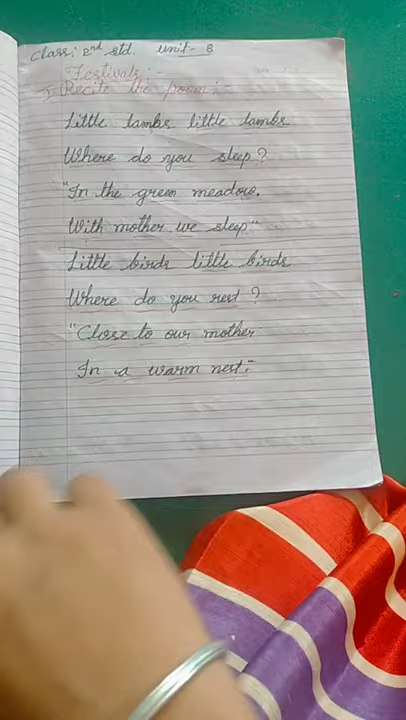 Class: 2nd std. Unit - 8
Festivals:-
I Recite the poem:-
Little lambs little lambs
Where do you sleep?
"In the green meadow.
With mother we sleep"
Little birds little birds
Where do you rest?
"Close to our mother
In a warm nest."